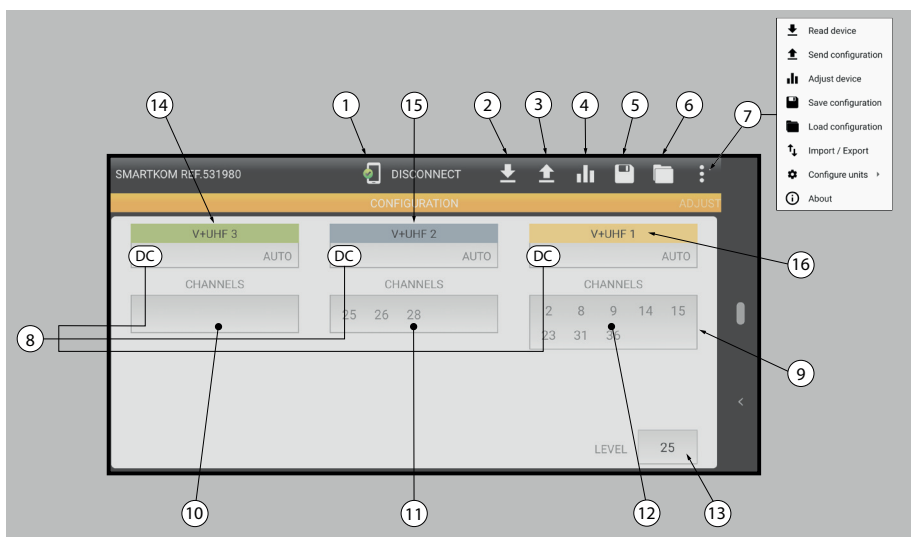 Read device
Send configuration
Adjust device
Save configuration
Load configuration
Import / Export
Configure units
About
14
1
15
2
3
4
5
6
7
SMARTKOM REF.531980
DISCONNECT
CONFIGURATION
ADJUST
V+UHF 3
V+UHF 2
V+UHF 1
DC
AUTO
DC
AUTO
DC
AUTO
16
CHANNELS
CHANNELS
CHANNELS
25 26 28
2 8 9 14 15
23 31 36
8
9
LEVEL
25
10
11
12
13